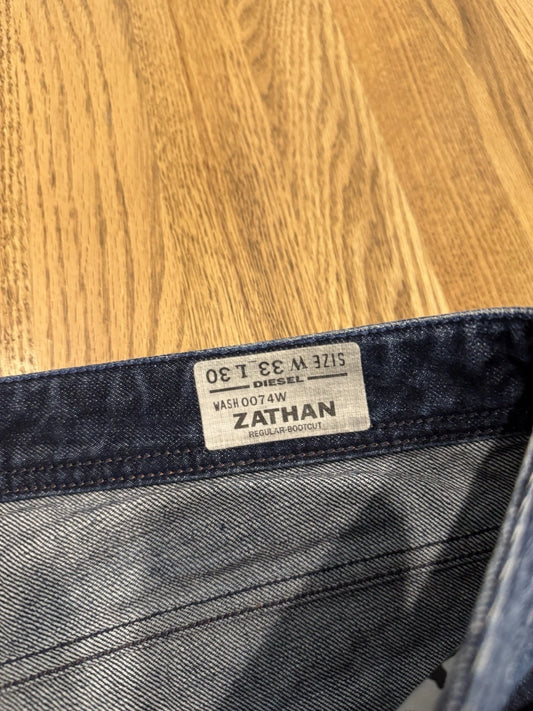 SIZE W 33 L 30
DIESEL
WASH 0074W
ZATHAN
REGULAR-BOOTCUT